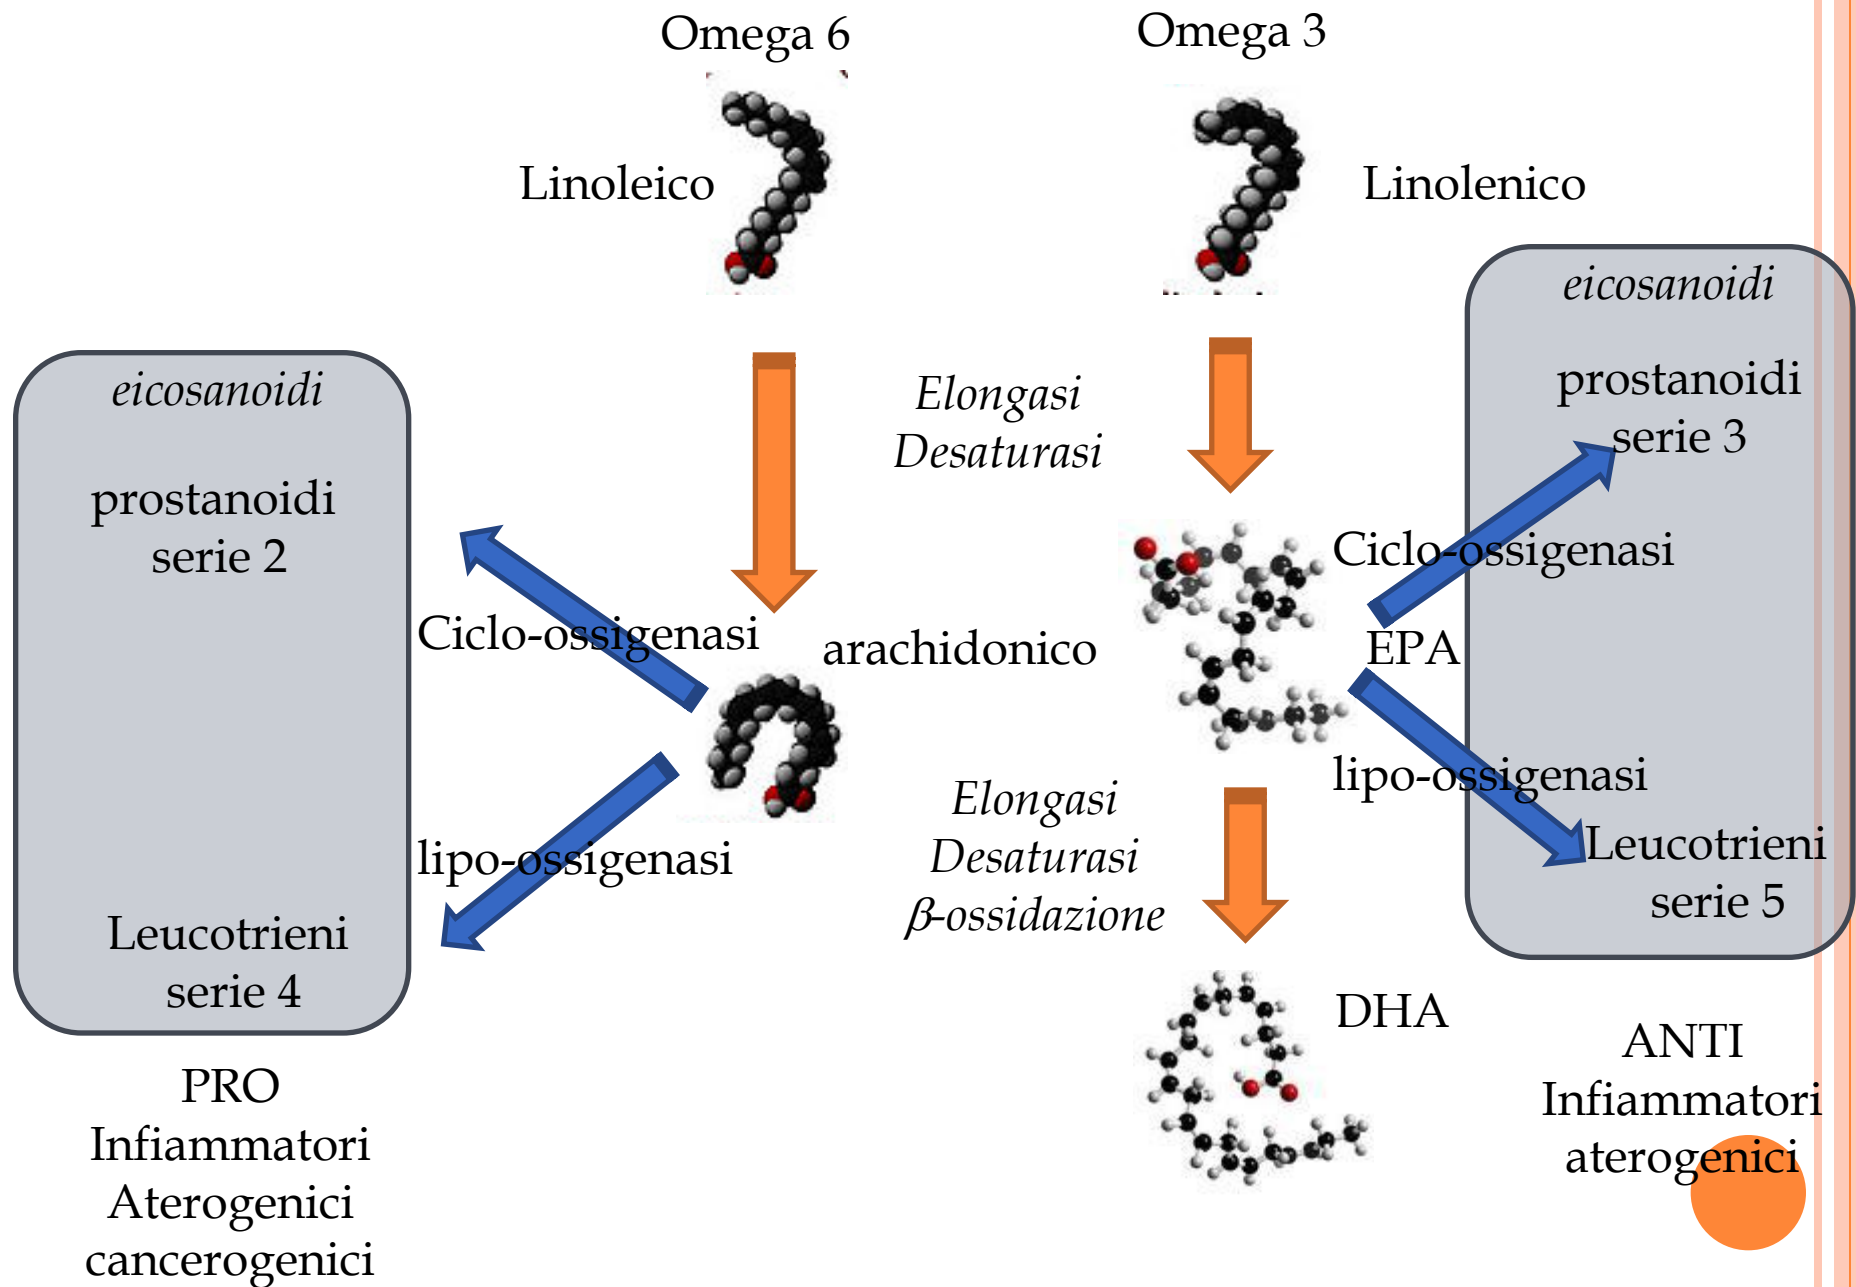 Omega 6
Omega 3
Linoleico
Linolenico
eicosanoidi
prostanoidi
serie 2
Ciclo-ossigenasi
arachidonico
lipo-ossigenasi
Leucotrieni
serie 4
PRO
Infiammatori
Aterogenici
cancerogenici
Elongasi
Desaturasi
Elongasi
Desaturasi
β-ossidazione
eicosanoidi
prostanoidi
serie 3
Ciclo-ossigenasi
EPA
lipo-ossigenasi
Leucotrieni
serie 5
DHA
ANTI
Infiammatori
aterogenici